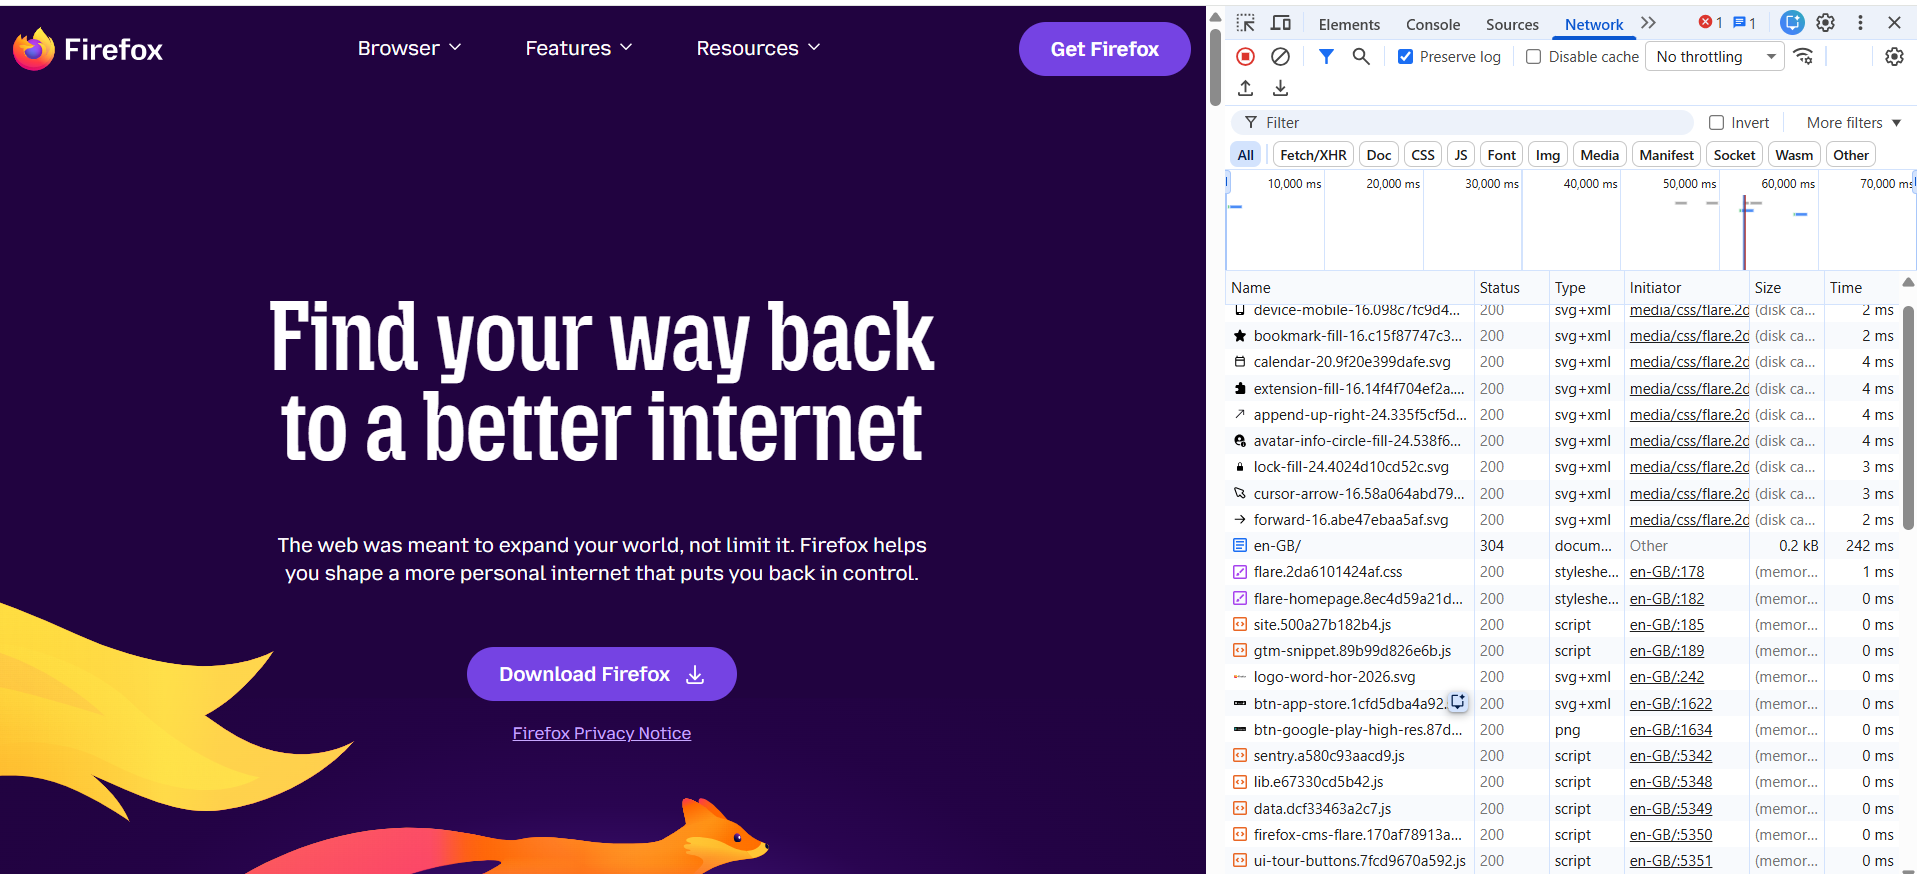 Firefox
Browser
Features
Resources
Get Firefox
Find your way back
to a better internet
The web was meant to expand your world, not limit it. Firefox helps
you shape a more personal internet that puts you back in control.
Download Firefox
Firefox Privacy Notice
Elements Console Sources Network 1 1
Preserve log Disable cache No throttling
Filter Invert More filters
All Fetch/XHR Doc CSS JS Font Img Media Manifest Socket Wasm Other
10,000 ms 20,000 ms 30,000 ms 40,000 ms 50,000 ms 60,000 ms 70,000 ms
Name Status Type Initiator Size Time
device-mobile-16.098c7fc9d4... 200 svg+xml media/css/flare.2d (disk ca... 2 ms
bookmark-fill-16.c15f87747c3... 200 svg+xml media/css/flare.2d (disk ca... 2 ms
calendar-20.9f20e399dafe.svg 200 svg+xml media/css/flare.2d (disk ca... 4 ms
extension-fill-16.14f4f704ef2a.... 200 svg+xml media/css/flare.2d (disk ca... 4 ms
append-up-right-24.335f5cf5d... 200 svg+xml media/css/flare.2d (disk ca... 4 ms
avatar-info-circle-fill-24.538f6... 200 svg+xml media/css/flare.2d (disk ca... 4 ms
lock-fill-24.4024d10cd52c.svg 200 svg+xml media/css/flare.2d (disk ca... 3 ms
cursor-arrow-16.58a064abd79... 200 svg+xml media/css/flare.2d (disk ca... 3 ms
forward-16.abe47ebaa5af.svg 200 svg+xml media/css/flare.2d (disk ca... 2 ms
en-GB/ 304 docum... Other 0.2 kB 242 ms
flare.2da6101424af.css 200 styleshe... en-GB/:178 (memor... 1 ms
flare-homepage.8ec4d59a21d... 200 styleshe... en-GB/:182 (memor... 0 ms
site.500a27b182b4.js 200 script en-GB/:185 (memor... 0 ms
gtm-snippet.89b99d826e6b.js 200 script en-GB/:189 (memor... 0 ms
logo-word-hor-2026.svg 200 svg+xml en-GB/:242 (memor... 0 ms
btn-app-store.1cfd5dba4a92. 200 svg+xml en-GB/:1622 (memor... 0 ms
btn-google-play-high-res.87d... 200 png en-GB/:1634 (memor... 0 ms
sentry.a580c93aacd9.js 200 script en-GB/:5342 (memor... 0 ms
lib.e67330cd5b42.js 200 script en-GB/:5348 (memor... 0 ms
data.dcf33463a2c7.js 200 script en-GB/:5349 (memor... 0 ms
firefox-cms-flare.170af78913a... 200 script en-GB/:5350 (memor... 0 ms
ui-tour-buttons.7fcd9670a592.js 200 script en-GB/:5351 (memor... 0 ms